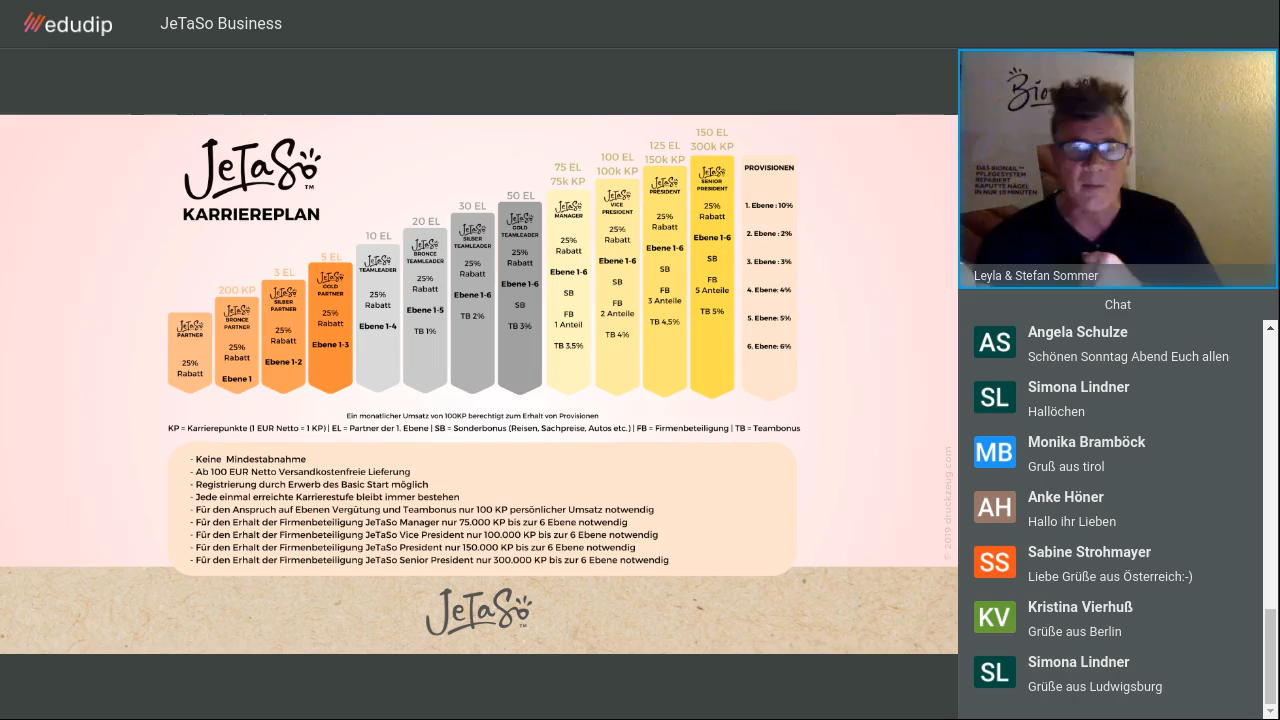 edudip
JeTaSo Business
JeTaSo
TM
KARRIEREPLAN
JeTaSo
PARTNER
25%
Rabatt
200 KP
JeTaSo
BRONCE
PARTNER
25%
Rabatt
Ebene 1
3 EL
JeTaSo
SILBER
PARTNER
25%
Rabatt
Ebene 1-2
5 EL
JeTaSo
GOLD
PARTNER
25%
Rabatt
Ebene 1-3
10 EL
JeTaSo
TEAMLEADER
25%
Rabatt
Ebene 1-4
20 EL
JeTaSo
BRONCE
TEAMLEADER
25%
Rabatt
Ebene 1-5
TB 1%
30 EL
JeTaSo
SILBER
TEAMLEADER
25%
Rabatt
Ebene 1-6
TB 2%
50 EL
JeTaSo
GOLD
TEAMLEADER
25%
Rabatt
Ebene 1-6
SB
TB 3%
75 EL
75k KP
JeTaSo
MANAGER
25%
Rabatt
Ebene 1-6
SB
FB
1 Anteil
TB 3,5%
100 EL
100k KP
JeTaSo
VICE
PRESIDENT
25%
Rabatt
Ebene 1-6
SB
FB
2 Anteile
TB 4%
125 EL
150k KP
JeTaSo
PRESIDENT
25%
Rabatt
Ebene 1-6
SB
FB
3 Anteile
TB 4,5%
150 EL
300k KP
JeTaSo
SENIOR
PRESIDENT
25%
Rabatt
Ebene 1-6
SB
FB
5 Anteile
TB 5%
PROVISIONEN
1. Ebene : 10%
2. Ebene : 2%
3. Ebene : 3%
4. Ebene: 4%
5. Ebene: 5%
6. Ebene: 6%
Ein monatlicher Umsatz von 100KP berechtigt zum Erhalt von Provisionen
KP = Karrierepunkte (1 EUR Netto = 1 KP) | EL = Partner der 1. Ebene | SB = Sonderbonus (Reisen, Sachpreise, Autos etc.) | FB = Firmenbeteiligung | TB = Teambonus
- Keine Mindestabnahme
- Ab 100 EUR Netto Versandkostenfreie Lieferung
- Registrierung durch Erwerb des Basic Start möglich
- Jede einmal erreichte Karrierestufe bleibt immer bestehen
- Für den Anspruch auf Ebenen Vergütung und Teambonus nur 100 KP persönlicher Umsatz notwendig
- Für den Erhalt der Firmenbeteiligung JeTaSo Manager nur 75.000 KP bis zur 6 Ebene notwendig
- Für den Erhalt der Firmenbeteiligung JeTaSo Vice President nur 100.000 KP bis zur 6 Ebene notwendig
- Für den Erhalt der Firmenbeteiligung JeTaSo President nur 150.000 KP bis zur 6 Ebene notwendig
- Für den Erhalt der Firmenbeteiligung JeTaSo Senior President nur 300.000 KP bis zur 6 Ebene notwendig
© 2019 druckzeug.com
JeTaSo
TM
DAS BIONAIL™
PFLEGESYSTEM
REPARIERT
KAPUTTE NÄGEL
IN NUR 10 MINUTEN
Leyla & Stefan Sommer
Chat
AS
Angela Schulze
Schönen Sonntag Abend Euch allen
SL
Simona Lindner
Hallöchen
MB
Monika Bramböck
Gruß aus tirol
AH
Anke Höner
Hallo ihr Lieben
SS
Sabine Strohmayer
Liebe Grüße aus Österreich:-)
KV
Kristina Vierhuß
Grüße aus Berlin
SL
Simona Lindner
Grüße aus Ludwigsburg